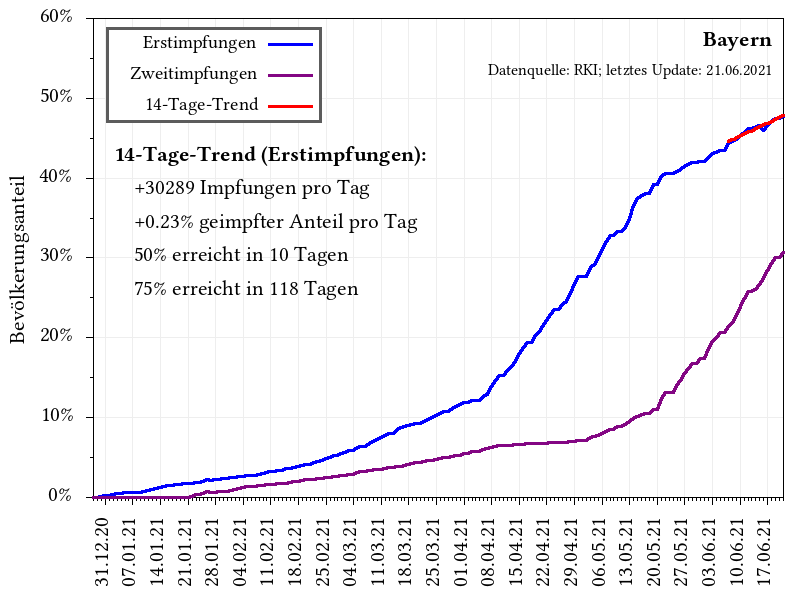 60%
50%
40%
30%
20%
10%
0%
Bevölkerungsanteil
Erstimpfungen
Zweitimpfungen
14-Tage-Trend
Bayern
Datenquelle: RKI; letztes Update: 21.06.2021
14-Tage-Trend (Erstimpfungen):
+30289 Impfungen pro Tag
+0.23% geimpfter Anteil pro Tag
50% erreicht in 10 Tagen
75% erreicht in 118 Tagen
31.12.20
07.01.21
14.01.21
21.01.21
28.01.21
04.02.21
11.02.21
18.02.21
25.02.21
04.03.21
11.03.21
18.03.21
25.03.21
01.04.21
08.04.21
15.04.21
22.04.21
29.04.21
06.05.21
13.05.21
20.05.21
27.05.21
03.06.21
10.06.21
17.06.21